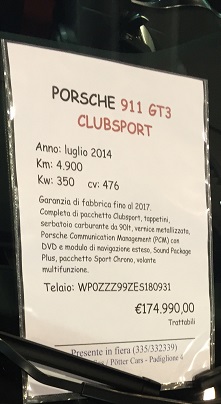 PORSCHE 911 GT3
CLUBSPORT
Anno: luglio 2014
Km: 4.900
Kw: 350 cv: 476
Garanzia di fabbrica fino al 2017.
Completa di pacchetto Clubsport, tappetini,
serbatoio carburante da 90lt, vernice metallizzata,
Porsche Communication Management (PCM) con
DVD e modulo di navigazione esteso, Sound Package
Plus, pacchetto Sport Chrono, volante
multifunzione.
Telaio: WP0ZZZ99ZES180931
€174.990,00
Trattabili
Presente in fiera (335/332339)
/ Pötter Cars - Padiglione 4